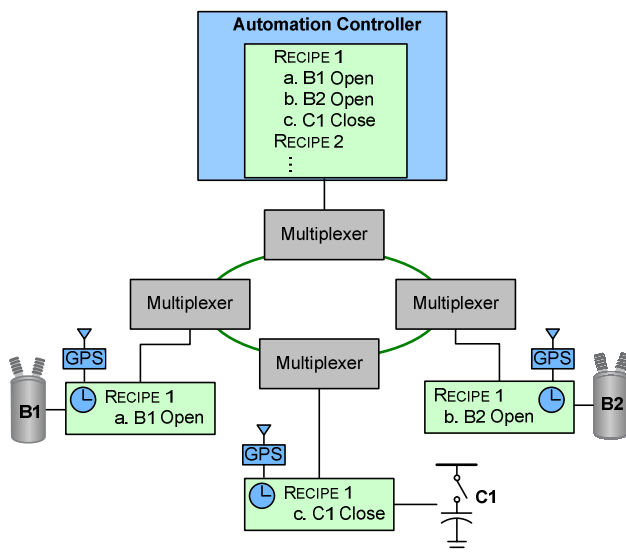 Automation Controller
RECIPE 1
a. B1 Open
b. B2 Open
c. C1 Close
RECIPE 2
⋮
Multiplexer
Multiplexer
Multiplexer
Multiplexer
GPS
B1
RECIPE 1
a. B1 Open
GPS
RECIPE 1
b. B2 Open
B2
GPS
RECIPE 1
c. C1 Close
C1